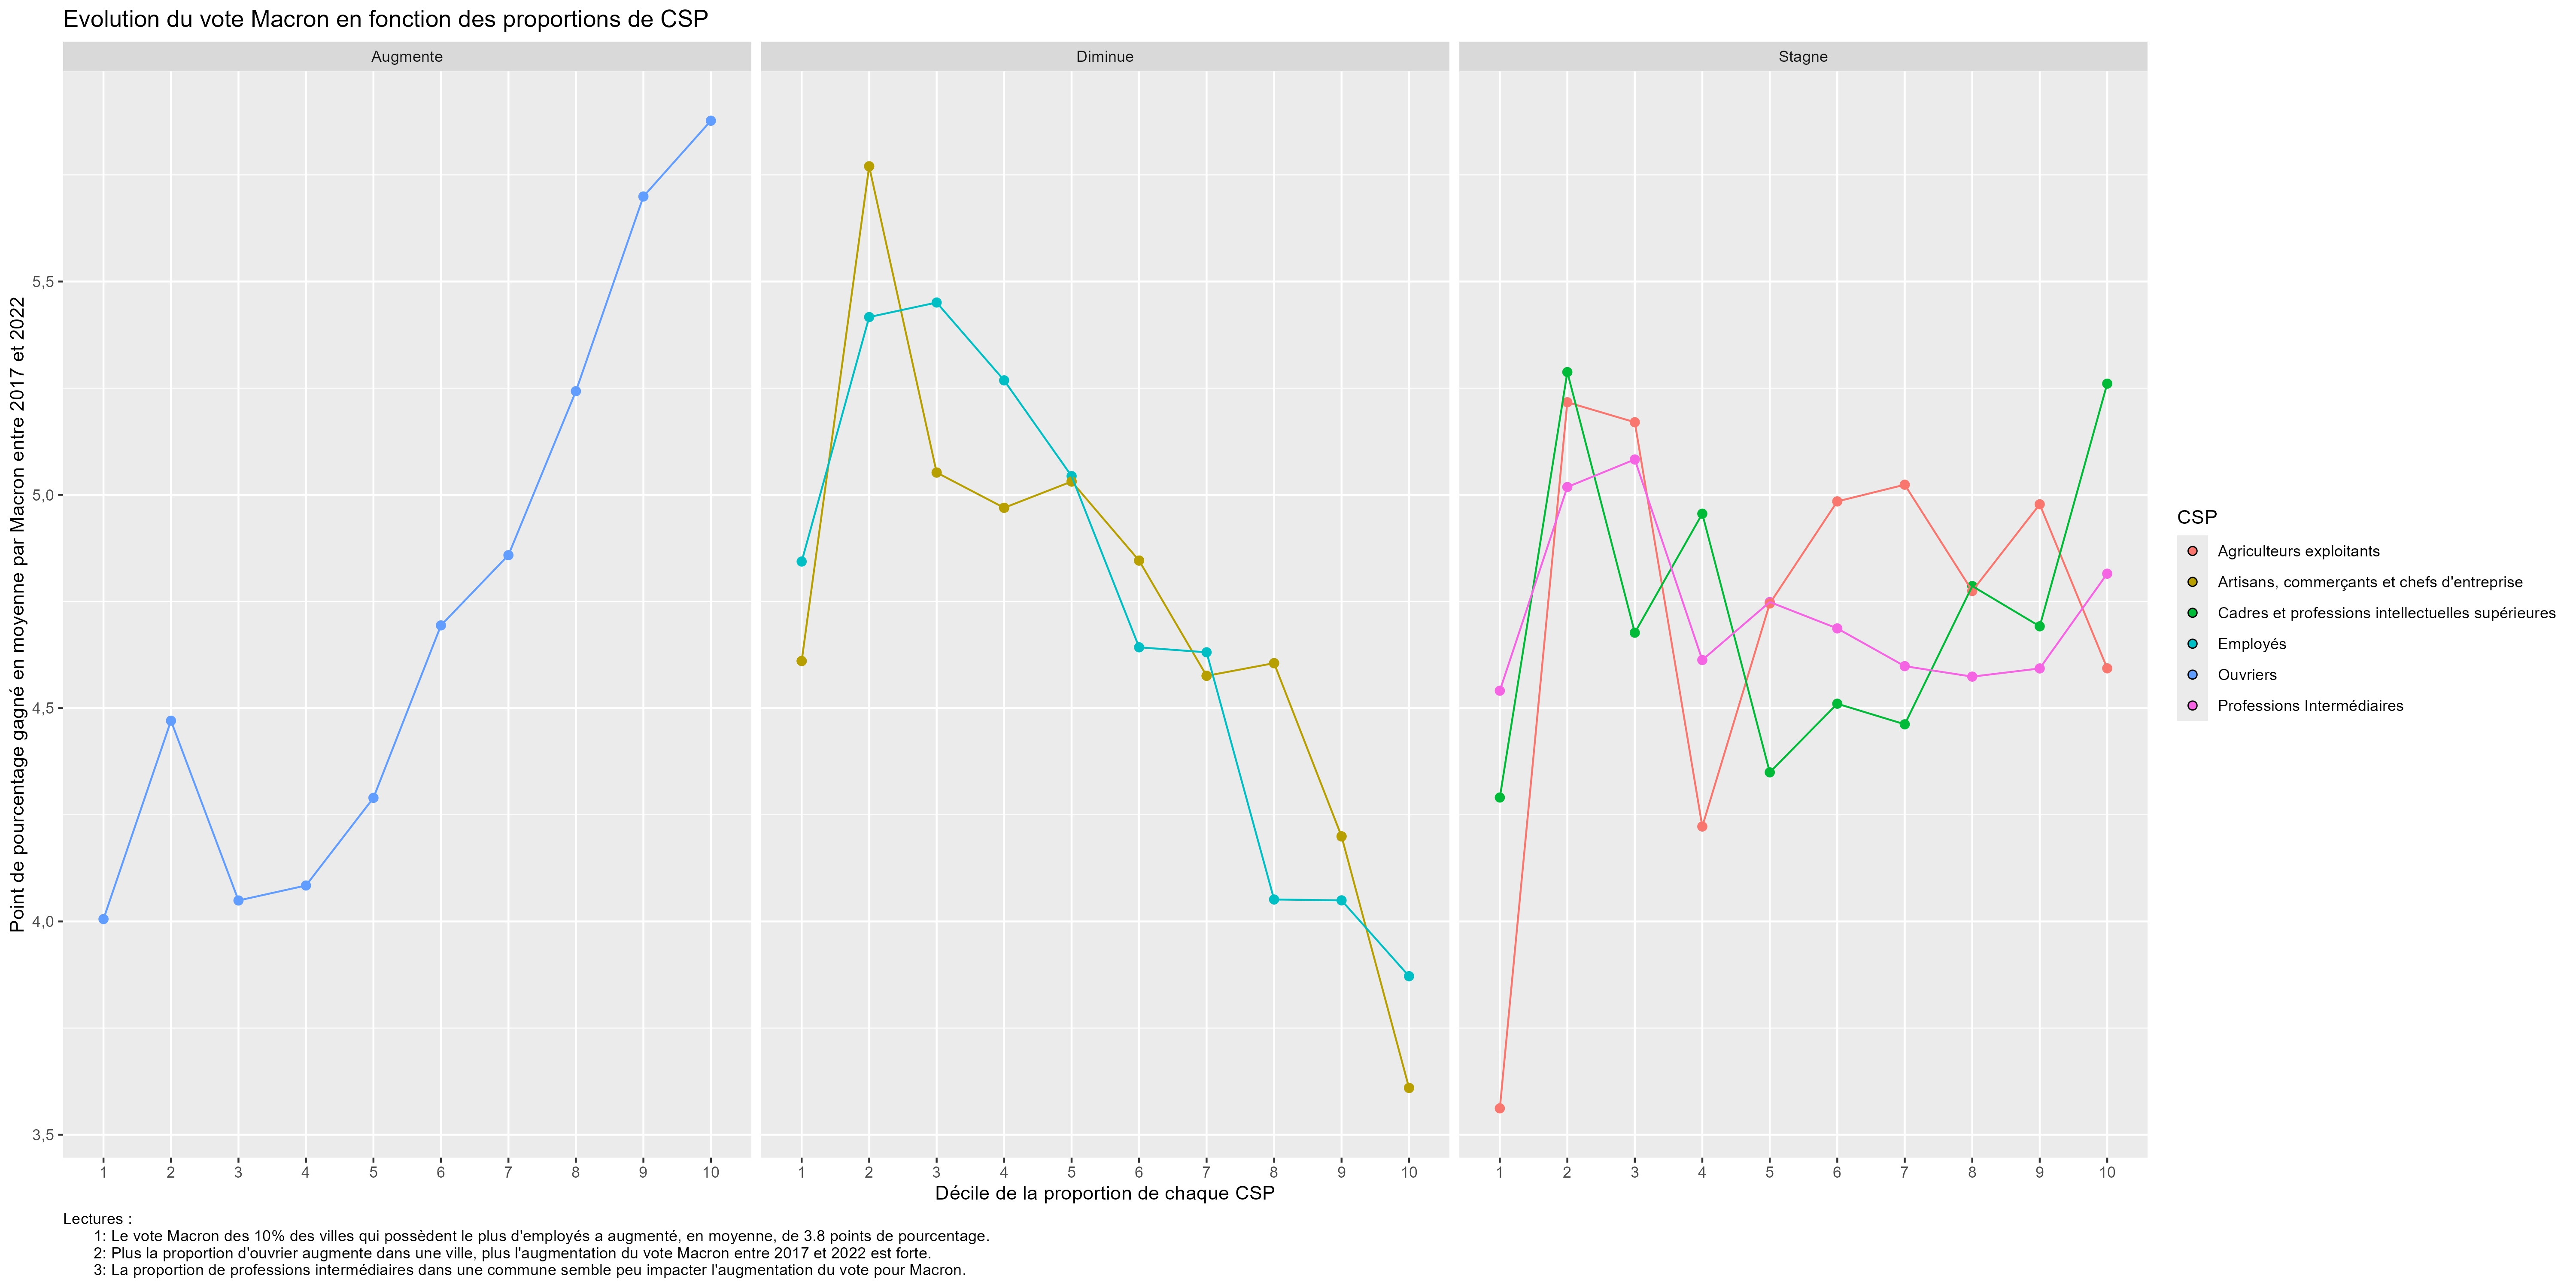 Evolution du vote Macron en fonction des proportions de CSP
Augmente
Diminue
Stagne
Point de pourcentage gagné en moyenne par Macron entre 2017 et 2022
5,5
5,0
4,5
4,0
3,5
1 2 3 4 5 6 7 8 9 10
1 2 3 4 5 6 7 8 9 10
1 2 3 4 5 6 7 8 9 10
Décile de la proportion de chaque CSP
CSP
Agriculteurs exploitants
Artisans, commerçants et chefs d'entreprise
Cadres et professions intellectuelles supérieures
Employés
Ouvriers
Professions Intermédiaires
Lectures :
1: Le vote Macron des 10% des villes qui possèdent le plus d'employés a augmenté, en moyenne, de 3.8 points de pourcentage.
2: Plus la proportion d'ouvrier augmente dans une ville, plus l'augmentation du vote Macron entre 2017 et 2022 est forte.
3: La proportion de professions intermédiaires dans une commune semble peu impacter l'augmentation du vote pour Macron.